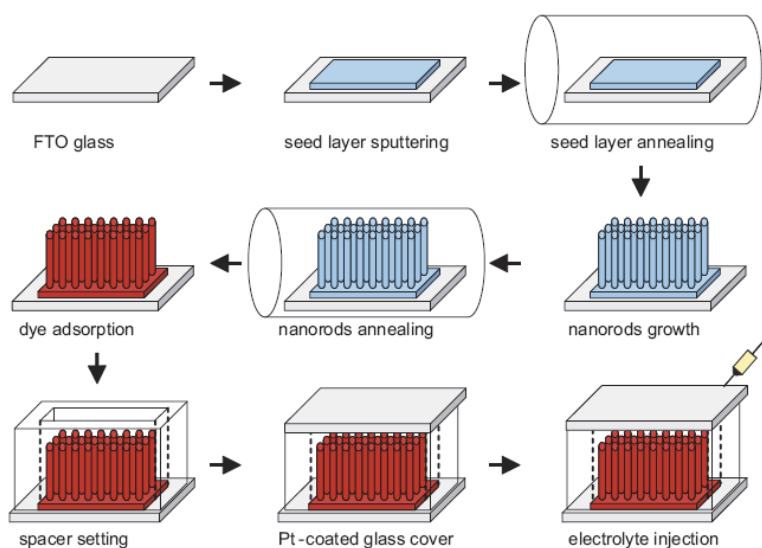 FTO glass
seed layer sputtering
seed layer annealing
dye adsorption
nanorods annealing
nanorods growth
spacer setting
Pt-coated glass cover
electrolyte injection